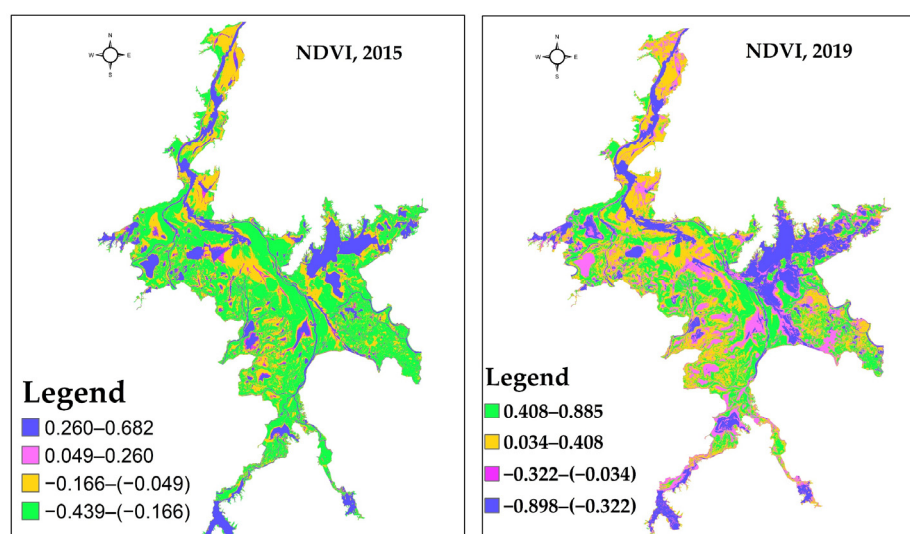 NDVI, 2015
N
W E
S
Legend
0.260–0.682
0.049–0.260
−0.166–(−0.049)
−0.439–(−0.166)
NDVI, 2019
N
W E
S
Legend
0.408–0.885
0.034–0.408
−0.322–(−0.034)
−0.898–(−0.322)